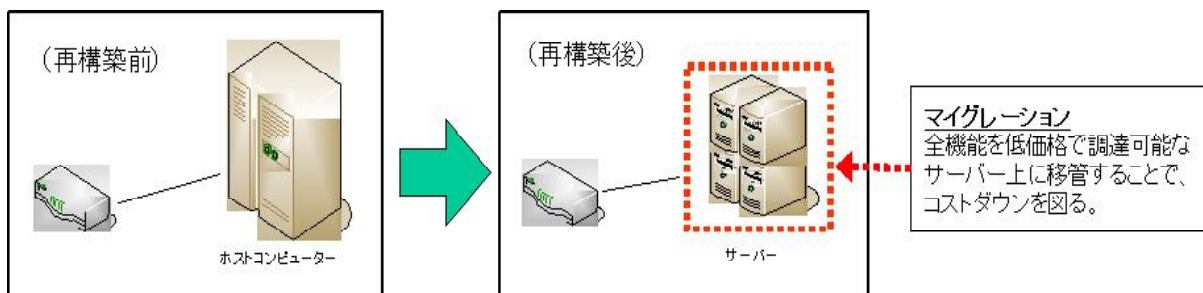 (再構築前)
ホストコンピューター
(再構築後)
サーバー
マイグレーション
全機能を低価格で調達可能な
サーバー上に移管することで、
コストダウンを図る。